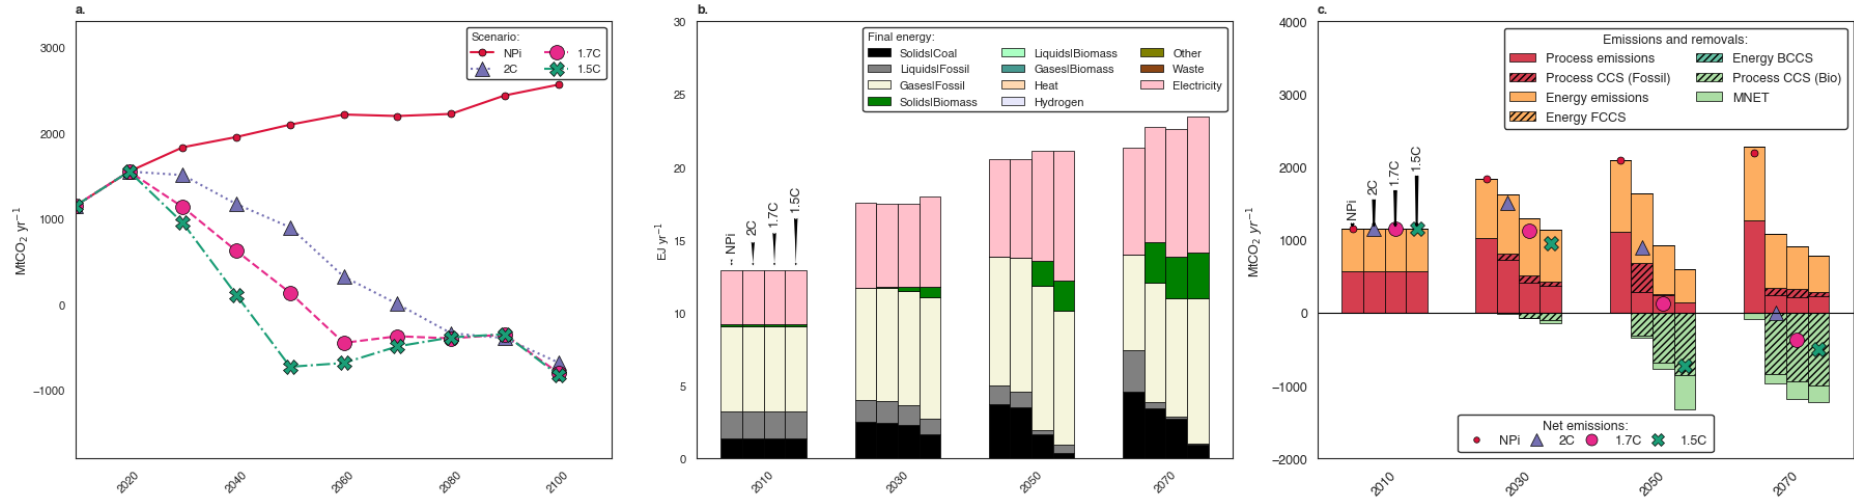 a.
3000
2000
1000
0
−1000
MtCO₂ yr⁻¹
2020
2040
2060
2080
2100
Scenario:
NPi
2C
1.7C
1.5C
b.
30
25
20
15
10
5
0
EJ yr⁻¹
2010
2030
2050
2070
Final energy:
Solids|Coal
Liquids|Fossil
Gases|Fossil
Solids|Biomass
Liquids|Biomass
Gases|Biomass
Heat
Hydrogen
Other
Waste
Electricity
NPi
2C
1.7C
1.5C
c.
4000
3000
2000
1000
0
−1000
−2000
MtCO₂ yr⁻¹
2010
2030
2050
2070
Emissions and removals:
Process emissions
Process CCS (Fossil)
Energy emissions
Energy FCCS
Energy BCCS
Process CCS (Bio)
MNET
NPi
2C
1.7C
1.5C
Net emissions:
NPi
2C
1.7C
1.5C